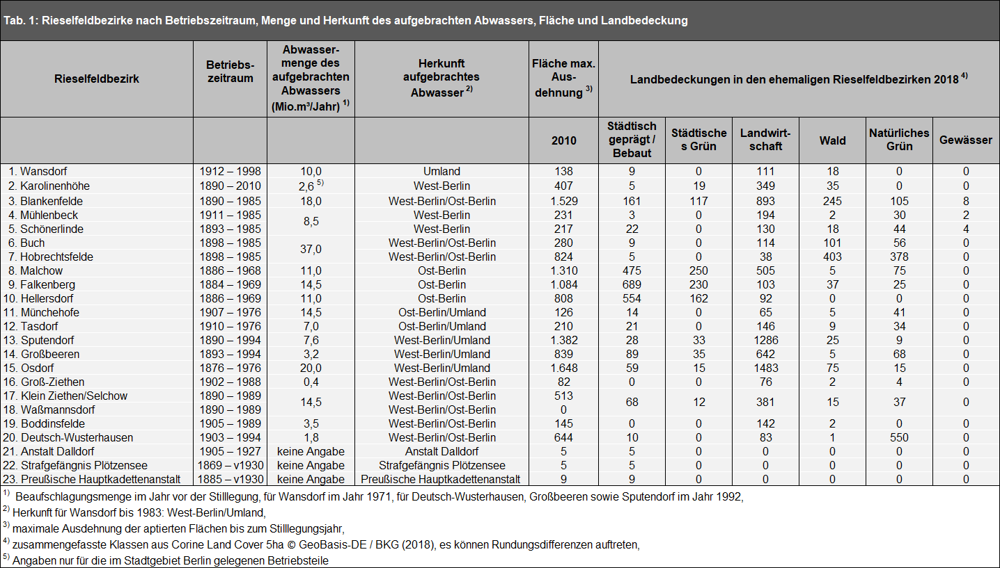 Tab. 1: Rieselfeldbezirke nach Betriebszeitraum, Menge und Herkunft des aufgebrachten Abwassers, Fläche und Landbedeckung
Rieselfeldbezirk
Betriebs-
zeitraum
Abwasser-
menge des
aufgebrachten
Abwassers
(Mio.m³/Jahr) 1)
Herkunft
aufgebrachtes
Abwasser 2)
Fläche max.
Aus-
dehnung 3)
Landbedeckungen in den ehemaligen Rieselfeldbezirken 2018 4)
2010
Städtisch
geprägt /
Bebaut
Städtische
s Grün
Landwirt-
schaft
Wald
Natürliches
Grün
Gewässer
1. Wansdorf 1912 – 1998 10,0 Umland 138 9 0 111 18 0 0
2. Karolinenhöhe 1890 – 2010 2,6 5) West-Berlin 407 5 19 349 35 0 0
3. Blankenfelde 1890 – 1985 18,0 West-Berlin/Ost-Berlin 1.529 161 117 893 245 105 8
4. Mühlenbeck 1911 – 1985 8,5 West-Berlin 231 3 0 194 2 30 2
5. Schönerlinde 1893 – 1985 West-Berlin 217 22 0 130 18 44 4
6. Buch 1898 – 1985 37,0 West-Berlin/Ost-Berlin 280 9 0 114 101 56 0
7. Hobrechtsfelde 1898 – 1985 West-Berlin/Ost-Berlin 824 5 0 38 403 378 0
8. Malchow 1886 – 1968 11,0 Ost-Berlin 1.310 475 250 505 5 75 0
9. Falkenberg 1884 – 1969 14,5 Ost-Berlin 1.084 689 230 103 37 25 0
10. Hellersdorf 1886 – 1969 11,0 Ost-Berlin 808 554 162 92 0 0 0
11. Münchehofe 1907 – 1976 14,5 Ost-Berlin/Umland 126 14 0 65 5 41 0
12. Tasdorf 1910 – 1976 7,0 Ost-Berlin/Umland 210 21 0 146 9 34 0
13. Sputendorf 1890 – 1994 7,6 West-Berlin/Umland 1.382 28 33 1286 25 9 0
14. Großbeeren 1893 – 1994 3,2 West-Berlin/Umland 839 89 35 642 5 68 0
15. Osdorf 1876 – 1976 20,0 West-Berlin/Umland 1.648 59 15 1483 75 15 0
16. Groß-Ziethen 1902 – 1988 0,4 West-Berlin/Ost-Berlin 82 0 0 76 2 4 0
17. Klein Ziethen/Selchow 1890 – 1989 14,5 West-Berlin/Ost-Berlin 513 68 12 381 15 37 0
18. Waßmannsdorf 1890 – 1989 West-Berlin/Ost-Berlin 0
19. Boddinsfelde 1905 – 1989 3,5 West-Berlin/Ost-Berlin 145 0 0 142 2 0 0
20. Deutsch-Wusterhausen 1903 – 1994 1,8 West-Berlin/Ost-Berlin 644 10 0 83 1 550 0
21. Anstalt Dalldorf 1905 – 1927 keine Angabe Anstalt Dalldorf 5 5 0 0 0 0 0
22. Strafgefängnis Plötzensee 1869 – v1930 keine Angabe Strafgefängnis Plötzensee 5 5 0 0 0 0 0
23. Preußische Hauptkadettenanstalt 1885 – v1930 keine Angabe Preußische Hauptkadettenanstalt 9 9 0 0 0 0 0
1) Beaufschlagungsmenge im Jahr vor der Stilllegung, für Wansdorf im Jahr 1971, für Deutsch-Wusterhausen, Großbeeren sowie Sputendorf im Jahr 1992,
2) Herkunft für Wansdorf bis 1983: West-Berlin/Umland,
3) maximale Ausdehnung der aptierten Flächen bis zum Stilllegungsjahr,
4) zusammengefasste Klassen aus Corine Land Cover 5ha © GeoBasis-DE / BKG (2018), es können Rundungsdifferenzen auftreten,
5) Angaben nur für die im Stadtgebiet Berlin gelegenen Betriebsteile